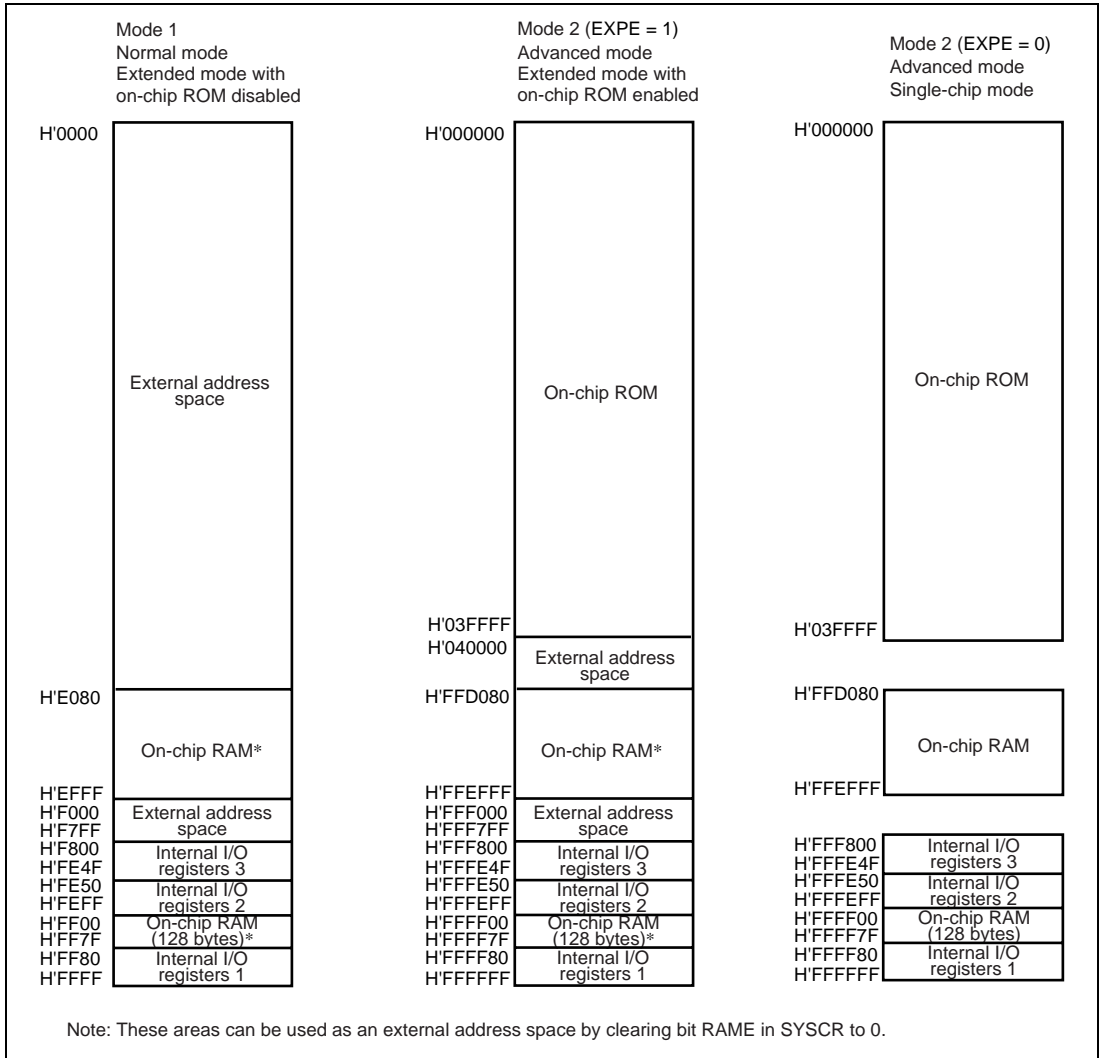 Mode 1
Normal mode
Extended mode with
on-chip ROM disabled
H'0000
External address
space
H'E080
On-chip RAM*
H'EFFF
H'F000
External address
space
H'F7FF
H'F800
Internal I/O
registers 3
H'FE4F
H'FE50
Internal I/O
registers 2
H'FEFF
H'FF00
On-chip RAM
(128 bytes)*
H'FF7F
H'FF80
Internal I/O
registers 1
H'FFFF
Mode 2 (EXPE = 1)
Advanced mode
Extended mode with
on-chip ROM enabled
H'000000
On-chip ROM
H'03FFFF
H'040000
External address
space
H'FFD080
On-chip RAM*
H'FFEFFF
H'FFF000
External address
space
H'FFF7FF
H'FFF800
Internal I/O
registers 3
H'FFFE4F
H'FFFE50
Internal I/O
registers 2
H'FFFEFF
H'FFFF00
On-chip RAM
(128 bytes)*
H'FFFF7F
H'FFFF80
Internal I/O
registers 1
H'FFFFFF
Mode 2 (EXPE = 0)
Advanced mode
Single-chip mode
H'000000
On-chip ROM
H'03FFFF
H'FFD080
On-chip RAM
H'FFEFFF
H'FFF800
Internal I/O
registers 3
H'FFFE4F
H'FFFE50
Internal I/O
registers 2
H'FFFEFF
H'FFFF00
On-chip RAM
(128 bytes)
H'FFFF7F
H'FFFF80
Internal I/O
registers 1
H'FFFFFF
Note: These areas can be used as an external address space by clearing bit RAME in SYSCR to 0.